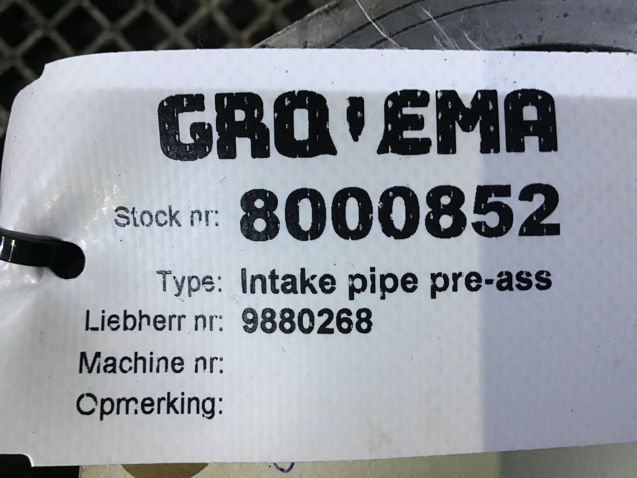 GROEMA
Stock nr: 8000852
Type: Intake pipe pre-ass
Liebherr nr: 9880268
Machine nr:
Opmerking: